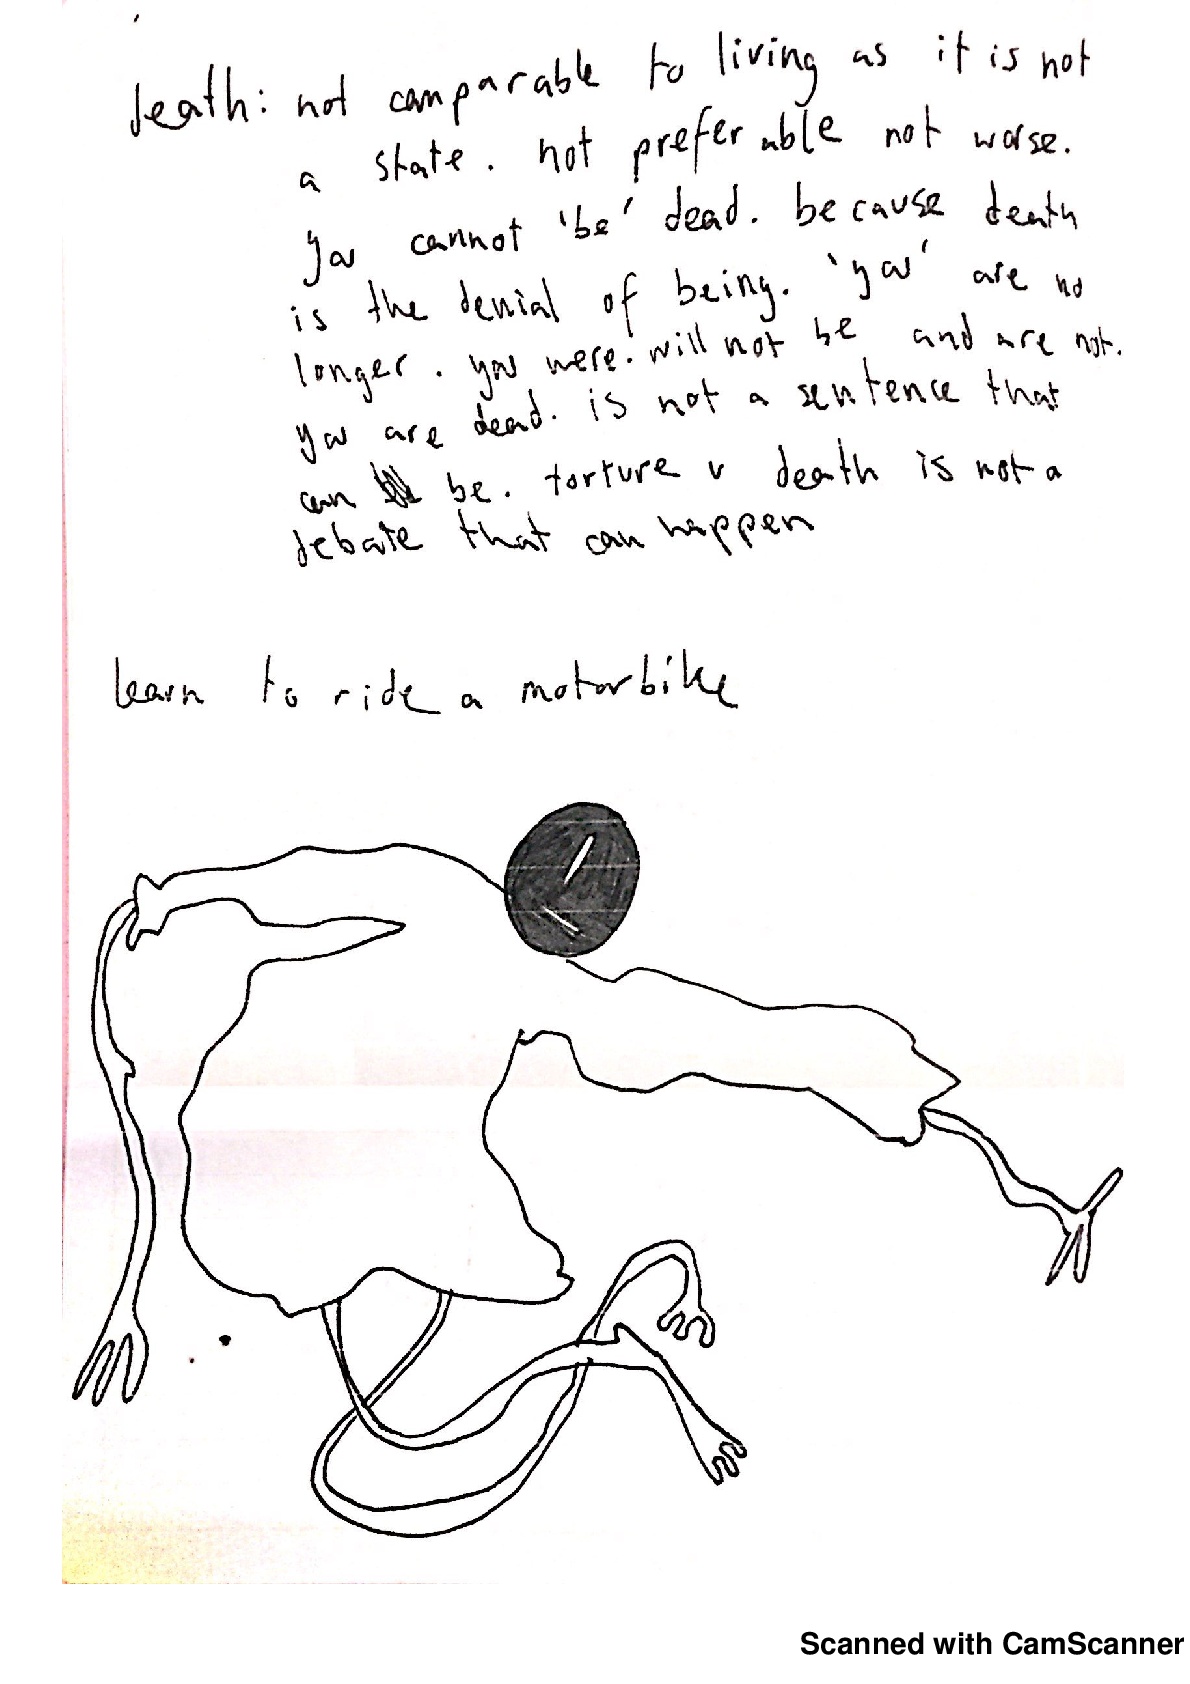 death: not comparable to living as it is not
a state. not preferable not worse.
you cannot 'be' dead. because death
is the denial of being. 'you' are no
longer. you were. will not be and are not.
you are dead. is not a sentence that
can be. torture v death is not a
debate that can happen
learn to ride a motorbike
Scanned with CamScanner